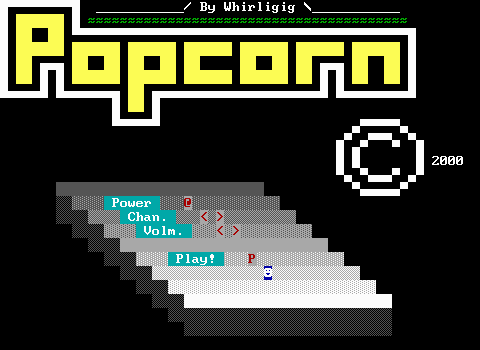 / By Whirligig \
Popcorn
© 2000
Power @
Chan. < >
Volm. < >
Play! P